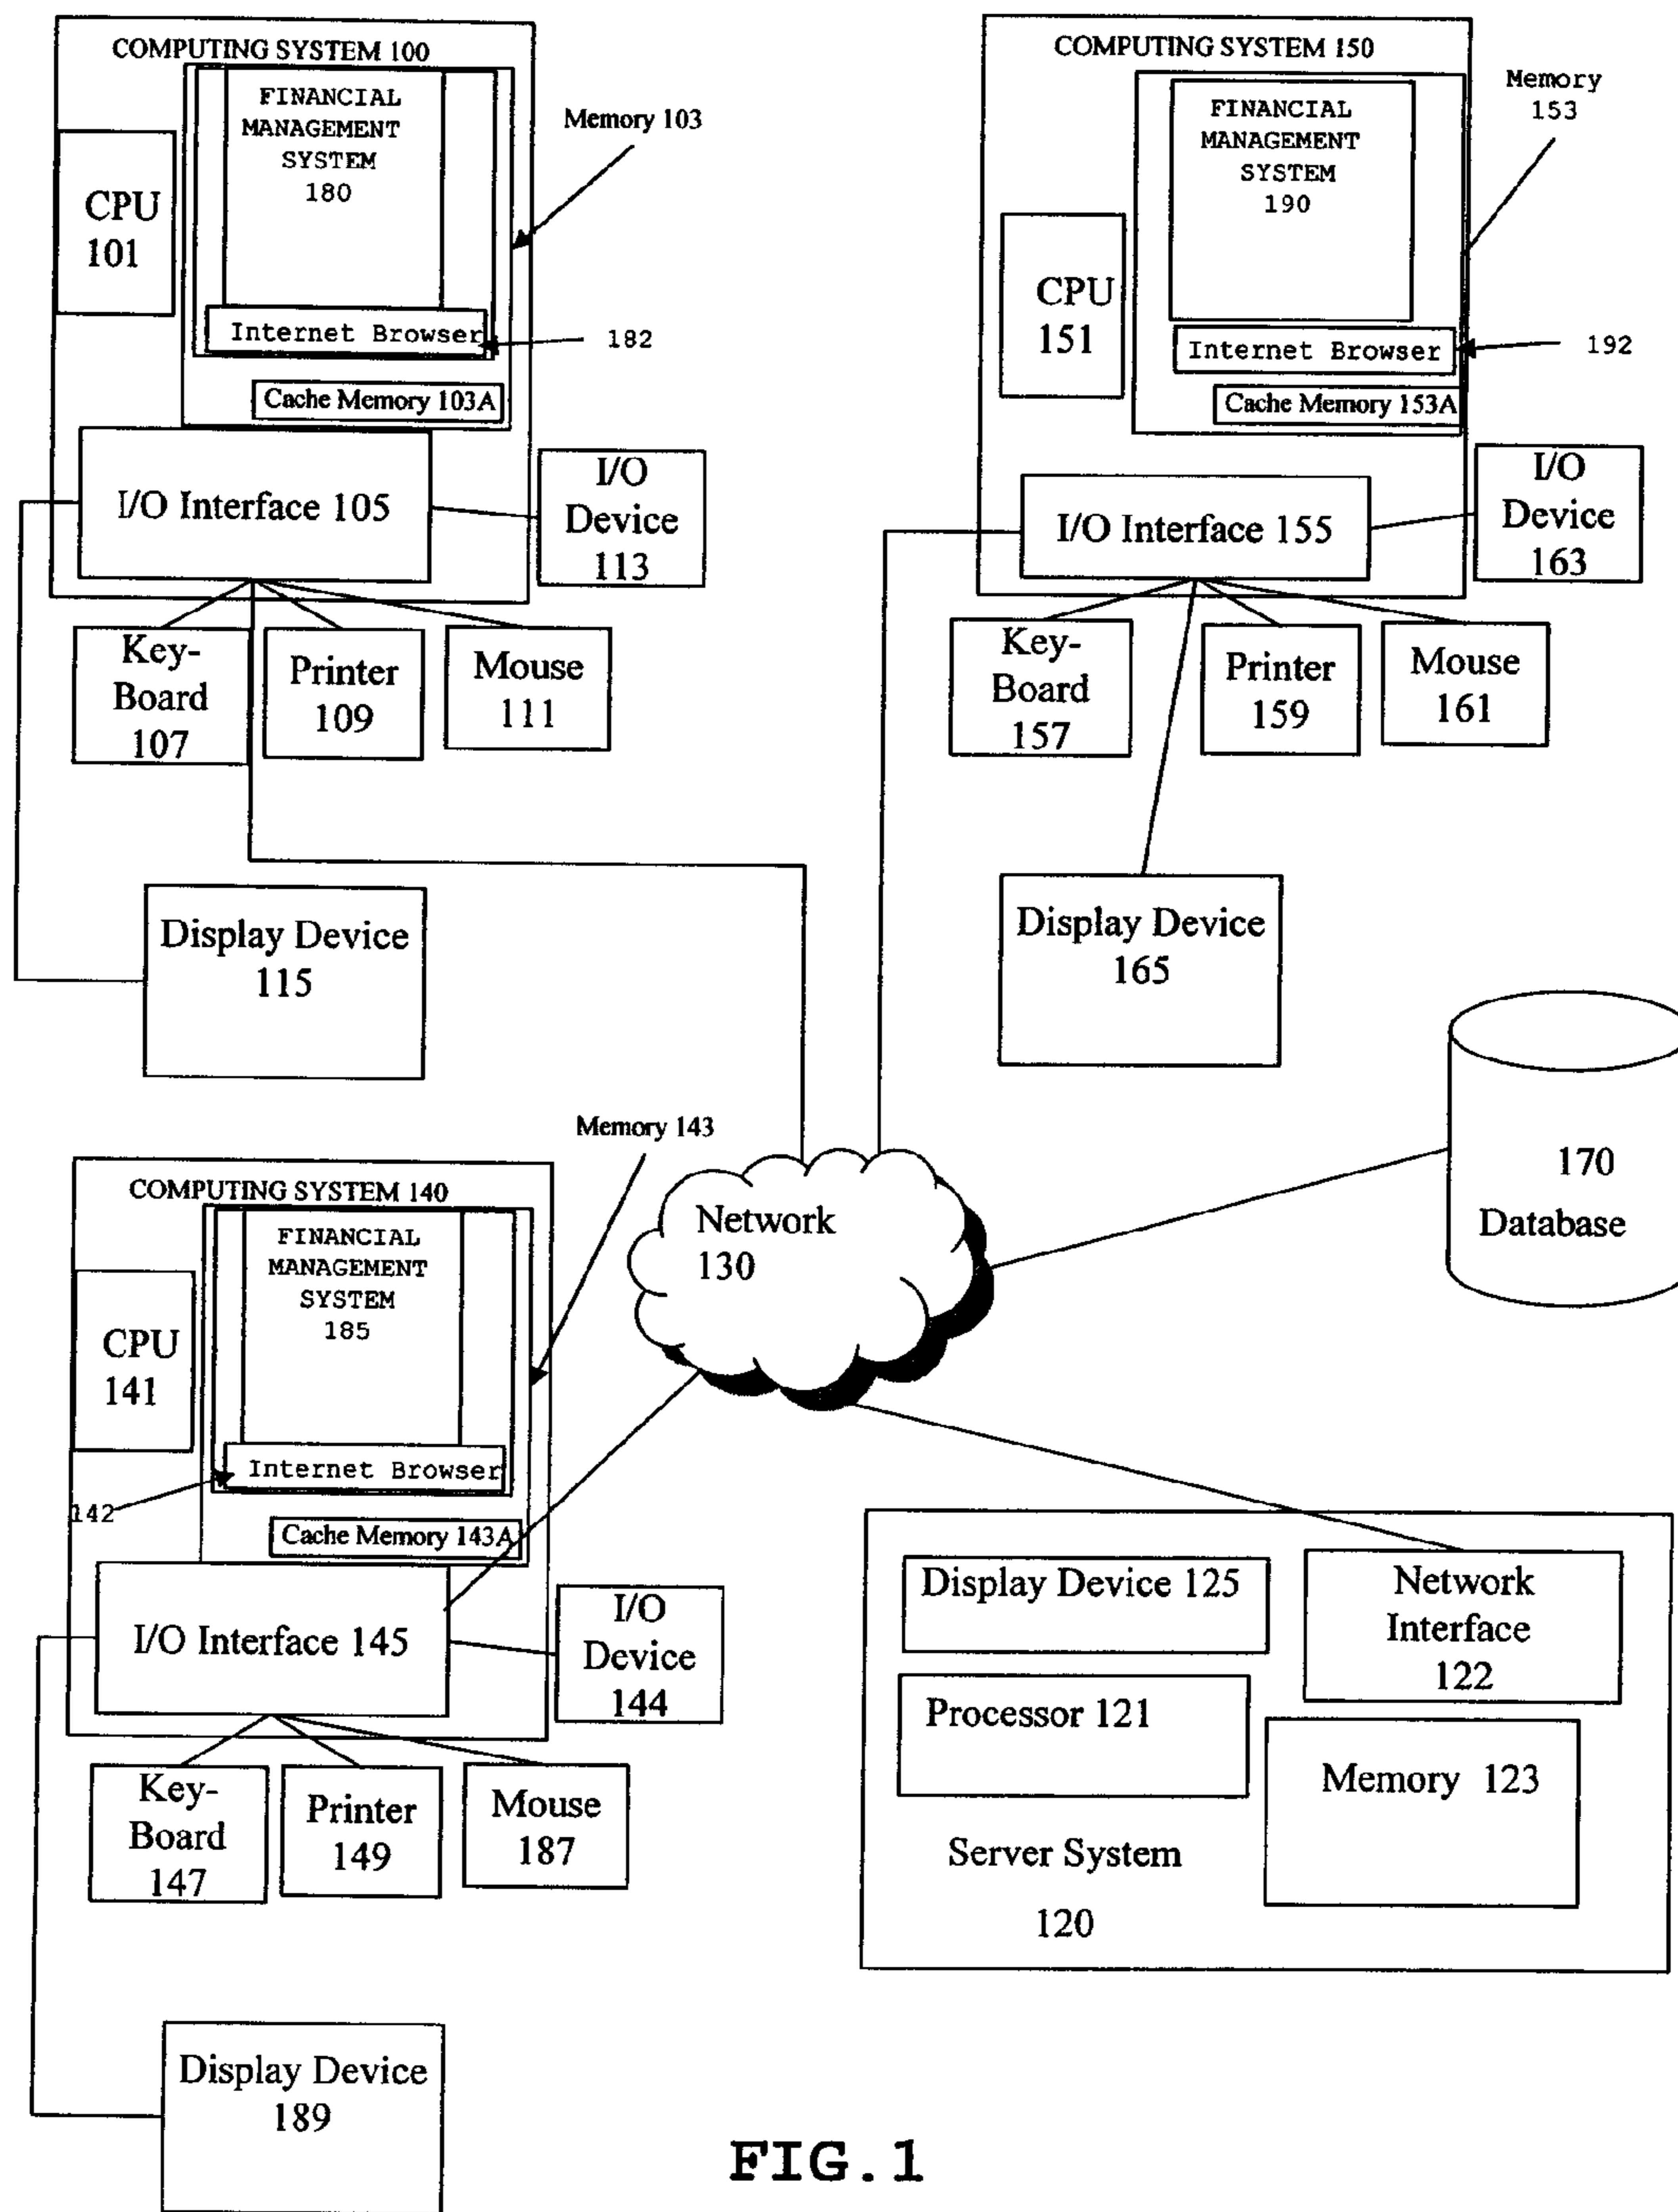 COMPUTING SYSTEM 100
FINANCIAL
MANAGEMENT
SYSTEM
180
Memory 103
CPU
101
Internet Browser
182
Cache Memory 103A
I/O Interface 105
I/O
Device
113
Key-
Board
107
Printer
109
Mouse
111
Display Device
115
COMPUTING SYSTEM 150
FINANCIAL
MANAGEMENT
SYSTEM
190
Memory
153
CPU
151
Internet Browser
192
Cache Memory 153A
I/O Interface 155
I/O
Device
163
Key-
Board
157
Printer
159
Mouse
161
Display Device
165
170
Database
Network
130
Memory 143
COMPUTING SYSTEM 140
FINANCIAL
MANAGEMENT
SYSTEM
185
CPU
141
Internet Browser
142
Cache Memory 143A
I/O Interface 145
I/O
Device
144
Key-
Board
147
Printer
149
Mouse
187
Display Device
189
Display Device 125
Network
Interface
122
Processor 121
Memory 123
Server System
120
FIG.1